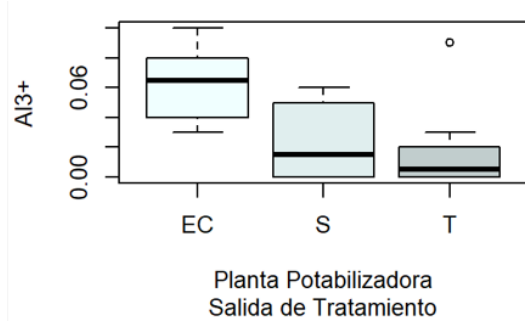 Al3+
0.06
0.00
EC S T
Planta Potabilizadora
Salida de Tratamiento